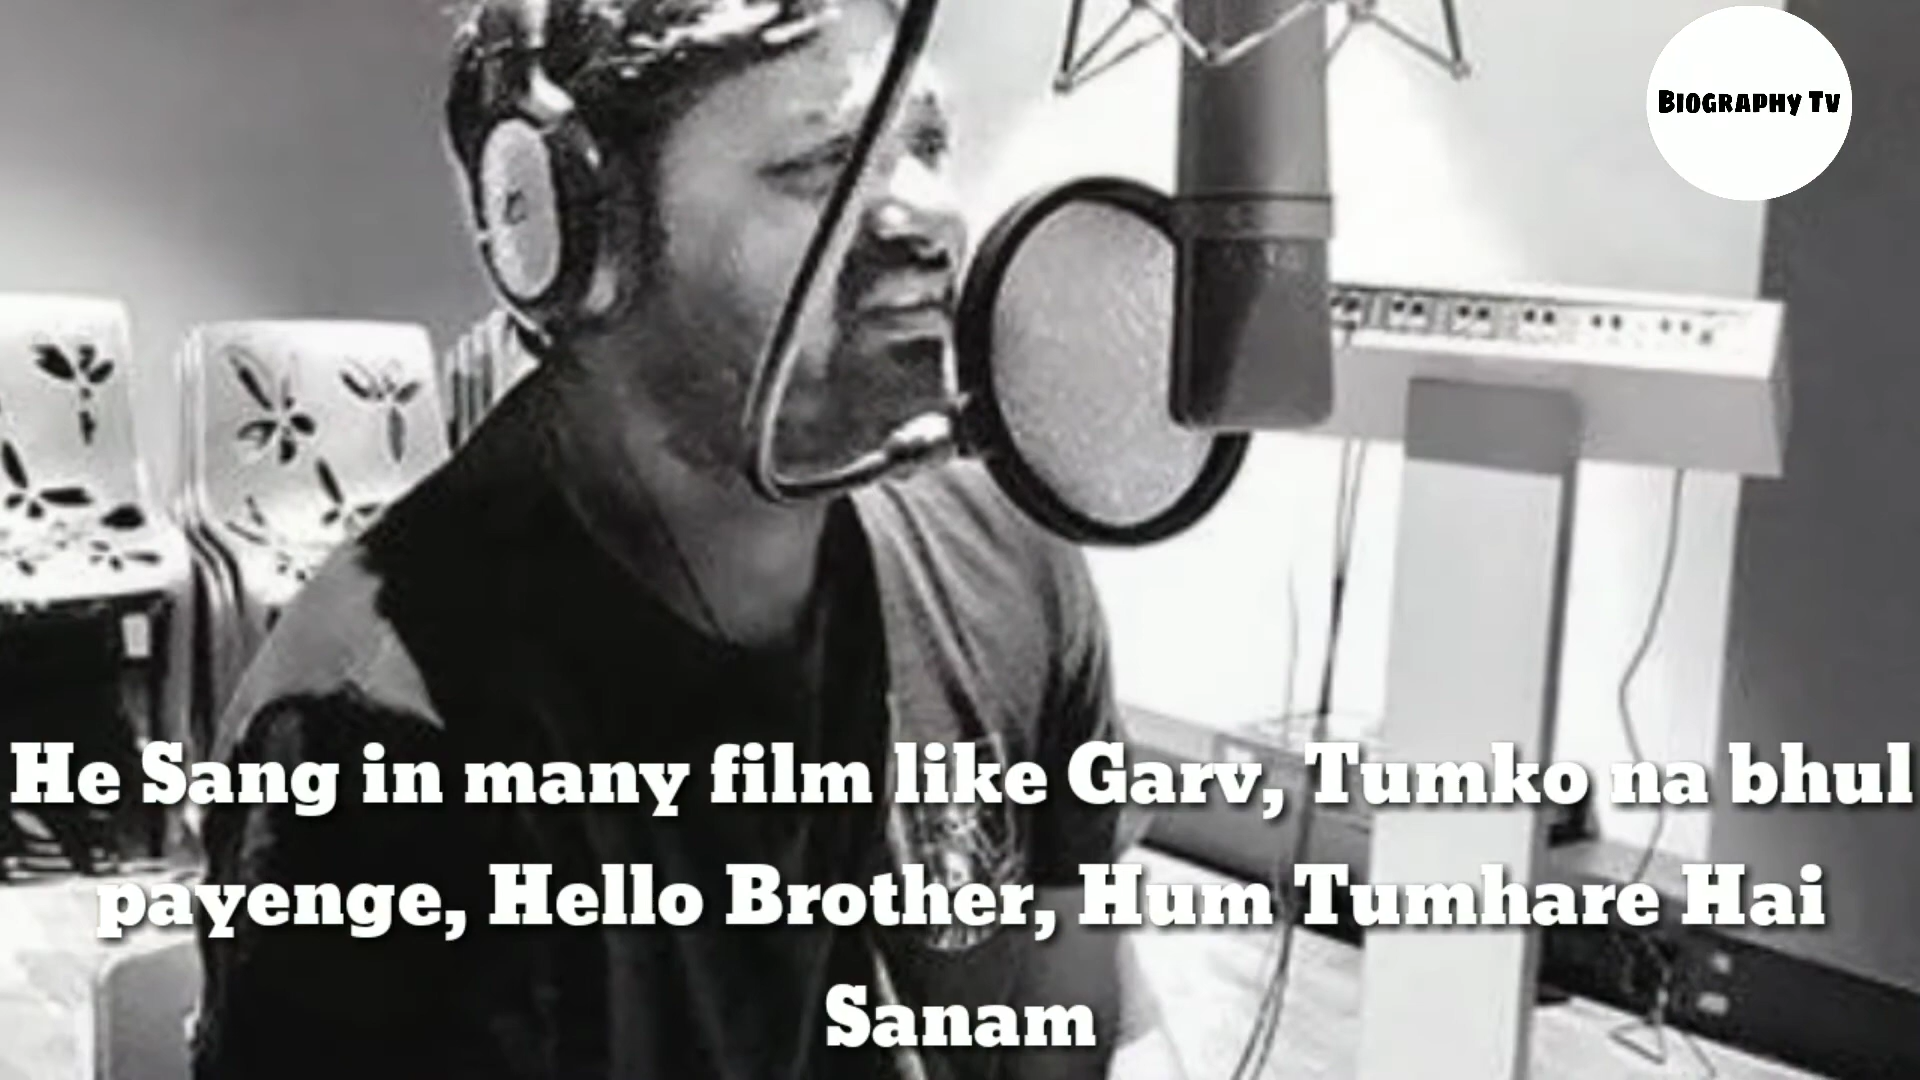 Biography Tv
He Sang in many film like Garv, Tumko na bhul
payenge, Hello Brother, Hum Tumhare Hai
Sanam